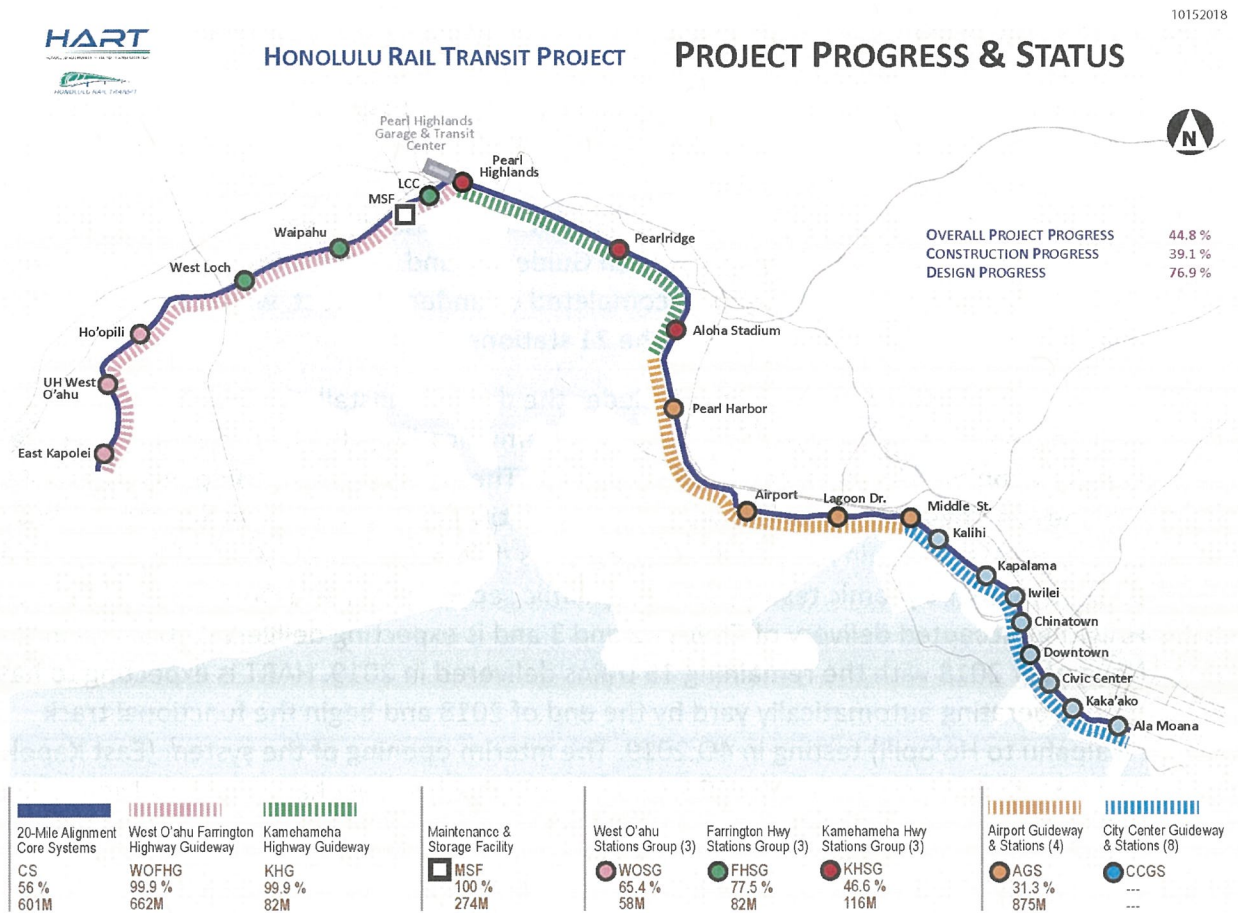 10152018
HART
HONOLULU RAIL TRANSIT
HONOLULU RAIL TRANSIT PROJECT
PROJECT PROGRESS & STATUS
Pearl Highlands
Garage & Transit
Center
N
Pearl
Highlands
LCC
MSF
Waipahu
Pearlridge
OVERALL PROJECT PROGRESS 44.8 %
CONSTRUCTION PROGRESS 39.1 %
DESIGN PROGRESS 76.9 %
West Loch
Ho'opili
Aloha Stadium
UH West
O'ahu
Pearl Harbor
East Kapolei
Airport
Lagoon Dr.
Middle St.
Kalihi
Kapalama
Iwilei
Chinatown
Downtown
Civic Center
Kaka'ako
Ala Moana
20-Mile Alignment
Core Systems
CS
56 %
601M
West O'ahu Farrington
Highway Guideway
WOFHG
99.9 %
662M
Kamehameha
Highway Guideway
KHG
99.9 %
82M
Maintenance &
Storage Facility
MSF
100 %
274M
West O'ahu
Stations Group (3)
WOSG
65.4 %
58M
Farrington Hwy
Stations Group (3)
FHSG
77.5 %
82M
Kamehameha Hwy
Stations Group (3)
KHSG
46.6 %
116M
Airport Guideway
& Stations (4)
AGS
31.3 %
875M
City Center Guideway
& Stations (8)
CCGS
---
---